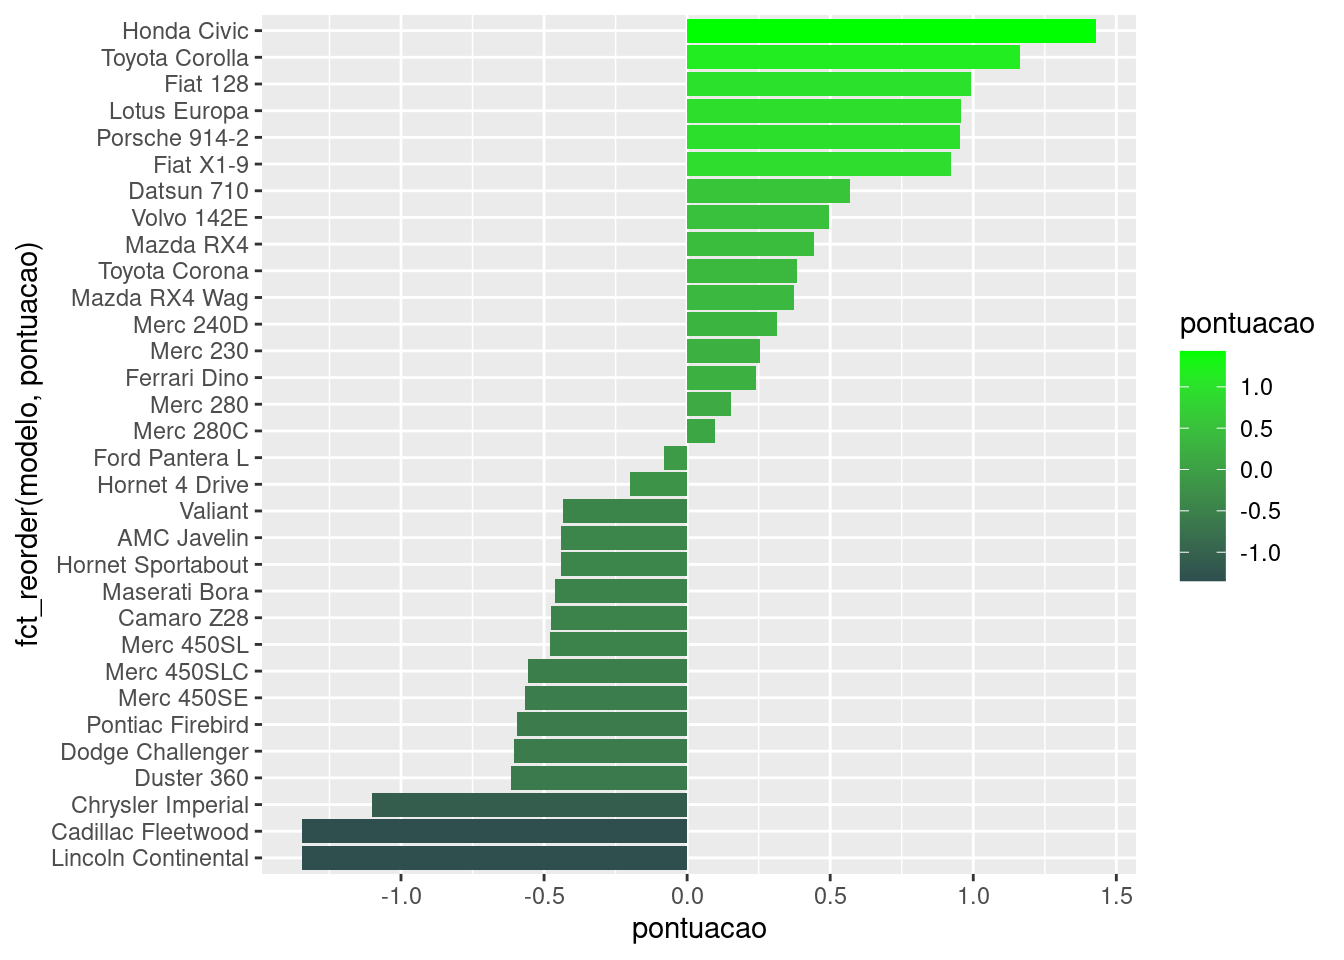 Honda Civic
Toyota Corolla
Fiat 128
Lotus Europa
Porsche 914-2
Fiat X1-9
Datsun 710
Volvo 142E
Mazda RX4
Toyota Corona
Mazda RX4 Wag
Merc 240D
Merc 230
Ferrari Dino
Merc 280
Merc 280C
Ford Pantera L
Hornet 4 Drive
Valiant
AMC Javelin
Hornet Sportabout
Maserati Bora
Camaro Z28
Merc 450SL
Merc 450SLC
Merc 450SE
Pontiac Firebird
Dodge Challenger
Duster 360
Chrysler Imperial
Cadillac Fleetwood
Lincoln Continental
fct_reorder(modelo, pontuacao)
-1.0 -0.5 0.0 0.5 1.0 1.5
pontuacao
pontuacao
1.0
0.5
0.0
-0.5
-1.0